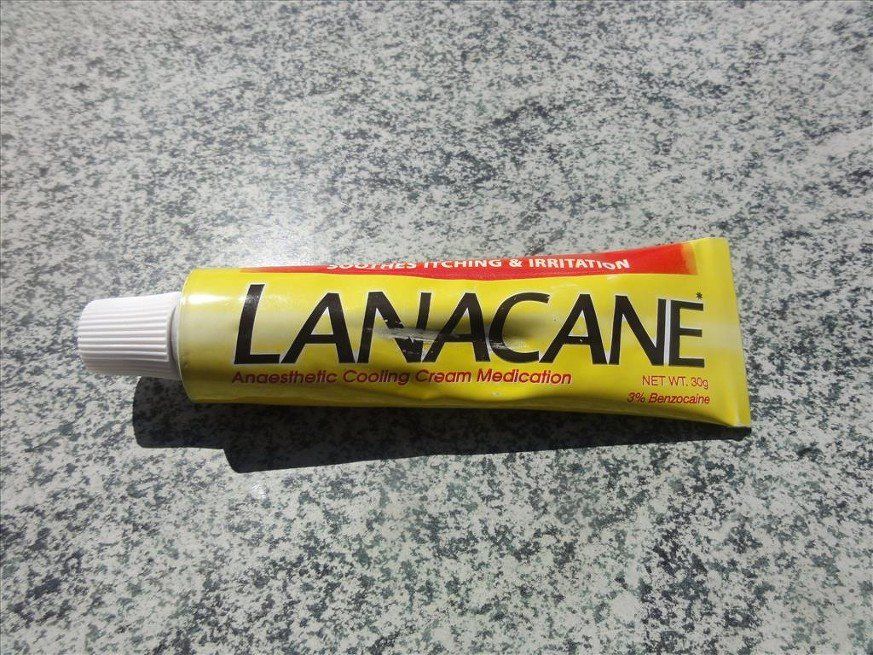 SOOTHES ITCHING & IRRITATION
LANACANE*
Anaesthetic Cooling Cream Medication
NET WT. 30g
3% Benzocaine